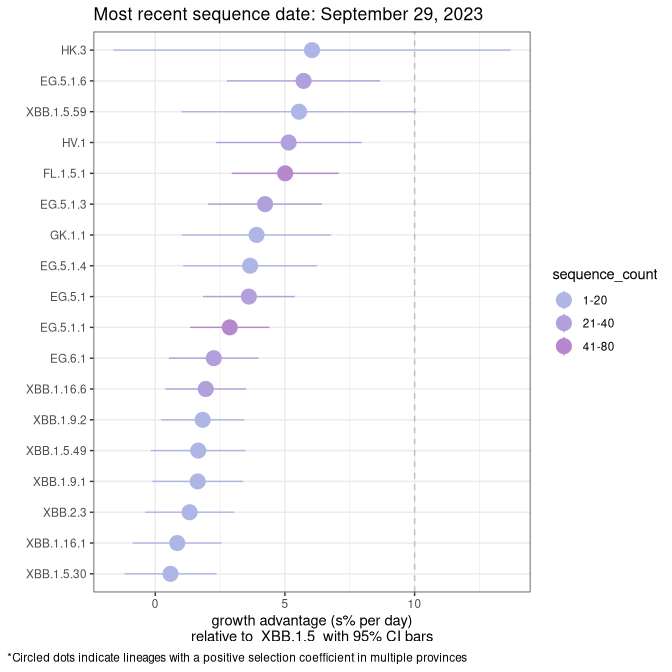 Most recent sequence date: September 29, 2023
HK.3
EG.5.1.6
XBB.1.5.59
HV.1
FL.1.5.1
EG.5.1.3
GK.1.1
EG.5.1.4
EG.5.1
EG.5.1.1
EG.6.1
XBB.1.16.6
XBB.1.9.2
XBB.1.5.49
XBB.1.9.1
XBB.2.3
XBB.1.16.1
XBB.1.5.30
0 5 10
growth advantage (s% per day)
relative to XBB.1.5 with 95% CI bars
sequence_count
1-20
21-40
41-80
*Circled dots indicate lineages with a positive selection coefficient in multiple provinces